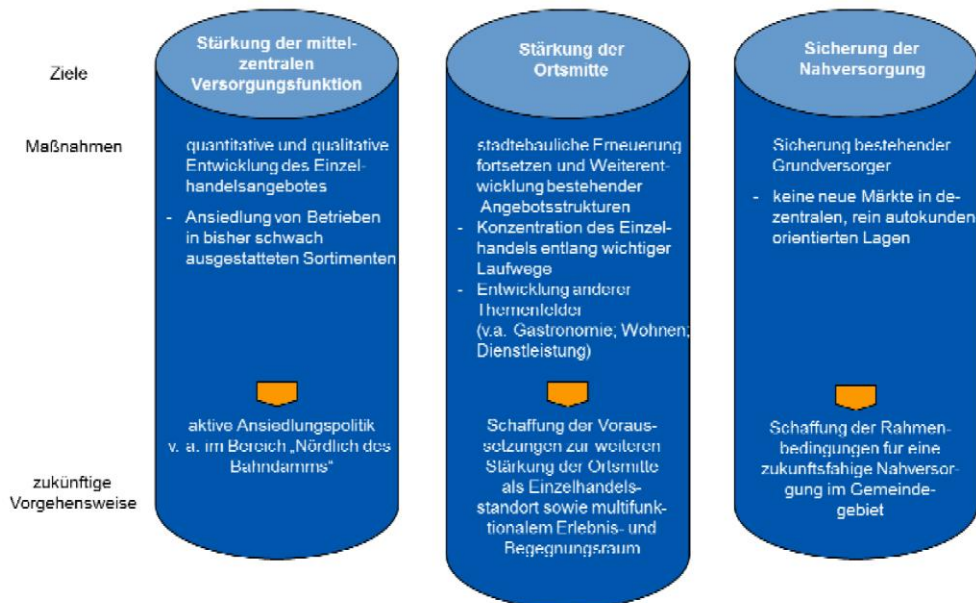 Ziele
Stärkung der mittel-
zentralen
Versorgungsfunktion
Stärkung der
Ortsmitte
Sicherung der
Nahversorgung
Maßnahmen
quantitative und qualitative
Entwicklung des Einzel-
handelsangebotes
- Ansiedlung von Betrieben
in bisher schwach
ausgestatteten Sortimenten
städtebauliche Erneuerung
fortsetzen und Weiterent-
wicklung bestehender
Angebotsstrukturen
- Konzentration des Einzel-
handels entlang wichtiger
Laufwege
- Entwicklung anderer
Themenfelder
(v.a. Gastronomie; Wohnen;
Dienstleistung)
Sicherung bestehender
Grundversorger
- keine neue Märkte in de-
zentralen, rein autokunden
orientierten Lagen
zukünftige
Vorgehensweise
aktive Ansiedlungspolitik
v. a. im Bereich „Nördlich des
Bahndamms“
Schaffung der Voraus-
setzungen zur weiteren
Stärkung der Ortsmitte
als Einzelhandels-
standort sowie multifunk-
tionalem Erlebnis- und
Begegnungsraum
Schaffung der Rahmen-
bedingungen für eine
zukunftsfähige Nahversor-
gung im Gemeinde-
gebiet